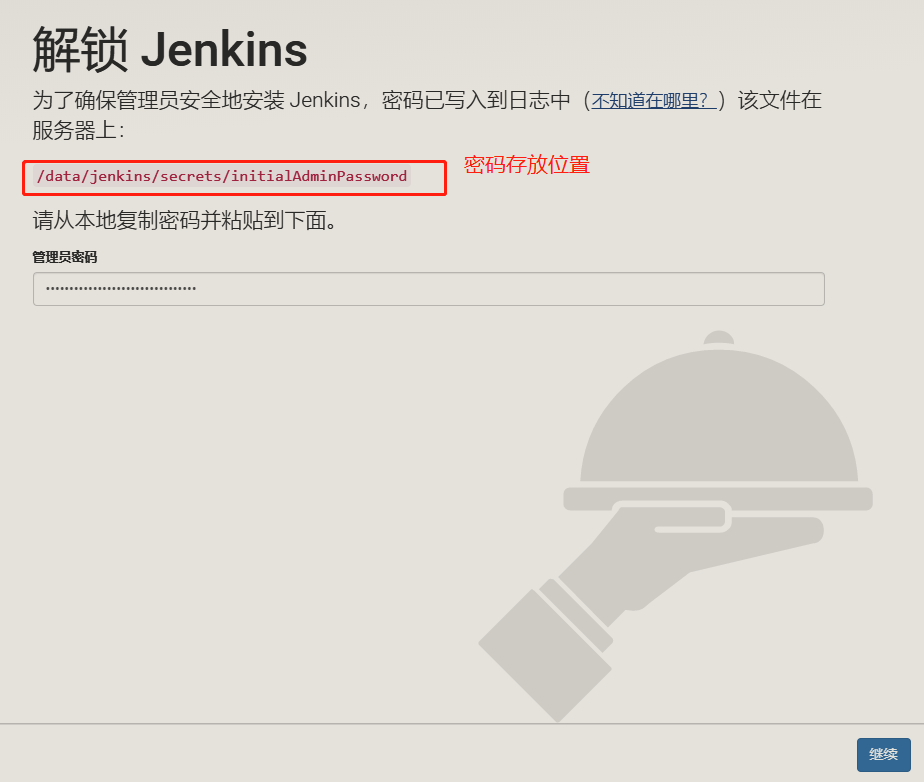 解锁 Jenkins
为了确保管理员安全地安装 Jenkins，密码已写入到日志中（不知道在哪里？）该文件在
服务器上：
/data/jenkins/secrets/initialAdminPassword
密码存放位置
请从本地复制密码并粘贴到下面。
管理员密码
继续